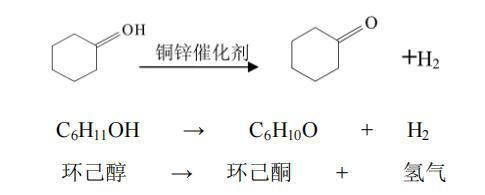 OH
O
铜锌催化剂
+H₂
C₆H₁₁OH → C₆H₁₀O + H₂
环己醇 → 环己酮 + 氢气